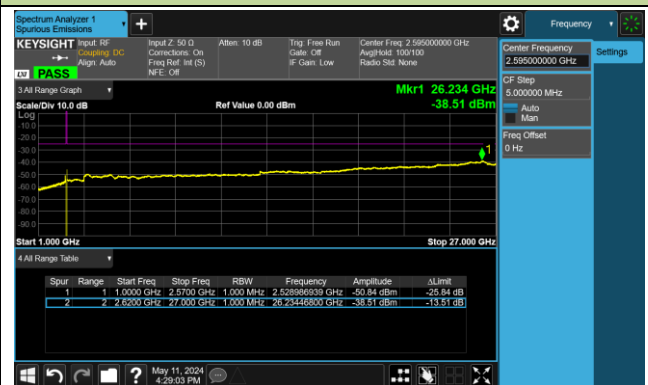 Spectrum Analyzer 1
Spurious Emissions
Frequency
KEYSIGHT
Input: RF
Coupling: DC
Align: Auto
Input Z: 50 Ω
Corrections: On
Freq Ref: Int (S)
NFE: Off
Atten: 10 dB
Trig: Free Run
Gate: Off
IF Gain: Low
Center Freq: 2.595000000 GHz
Avg|Hold: 100/100
Radio Std: None
LXI PASS
Center Frequency
2.595000000 GHz
Settings
CF Step
5.000000 MHz
Auto
Man
Freq Offset
0 Hz
3 All Range Graph
Mkr1 26.234 GHz
Scale/Div 10.0 dB
Ref Value 0.00 dBm
-38.51 dBm
Log
-10.0
-20.0
-30.0
-40.0
-50.0
-60.0
-70.0
-80.0
-90.0
1
Start 1.000 GHz
Stop 27.000 GHz
4 All Range Table
Spur Range Start Freq Stop Freq RBW Frequency Amplitude ΔLimit
1 1 1.0000 GHz 2.5700 GHz 1.000 MHz 2.528986939 GHz -50.84 dBm -25.84 dB
2 2 2.6200 GHz 27.000 GHz 1.000 MHz 26.23446800 GHz -38.51 dBm -13.51 dB
?
May 11, 2024
4:29:03 PM